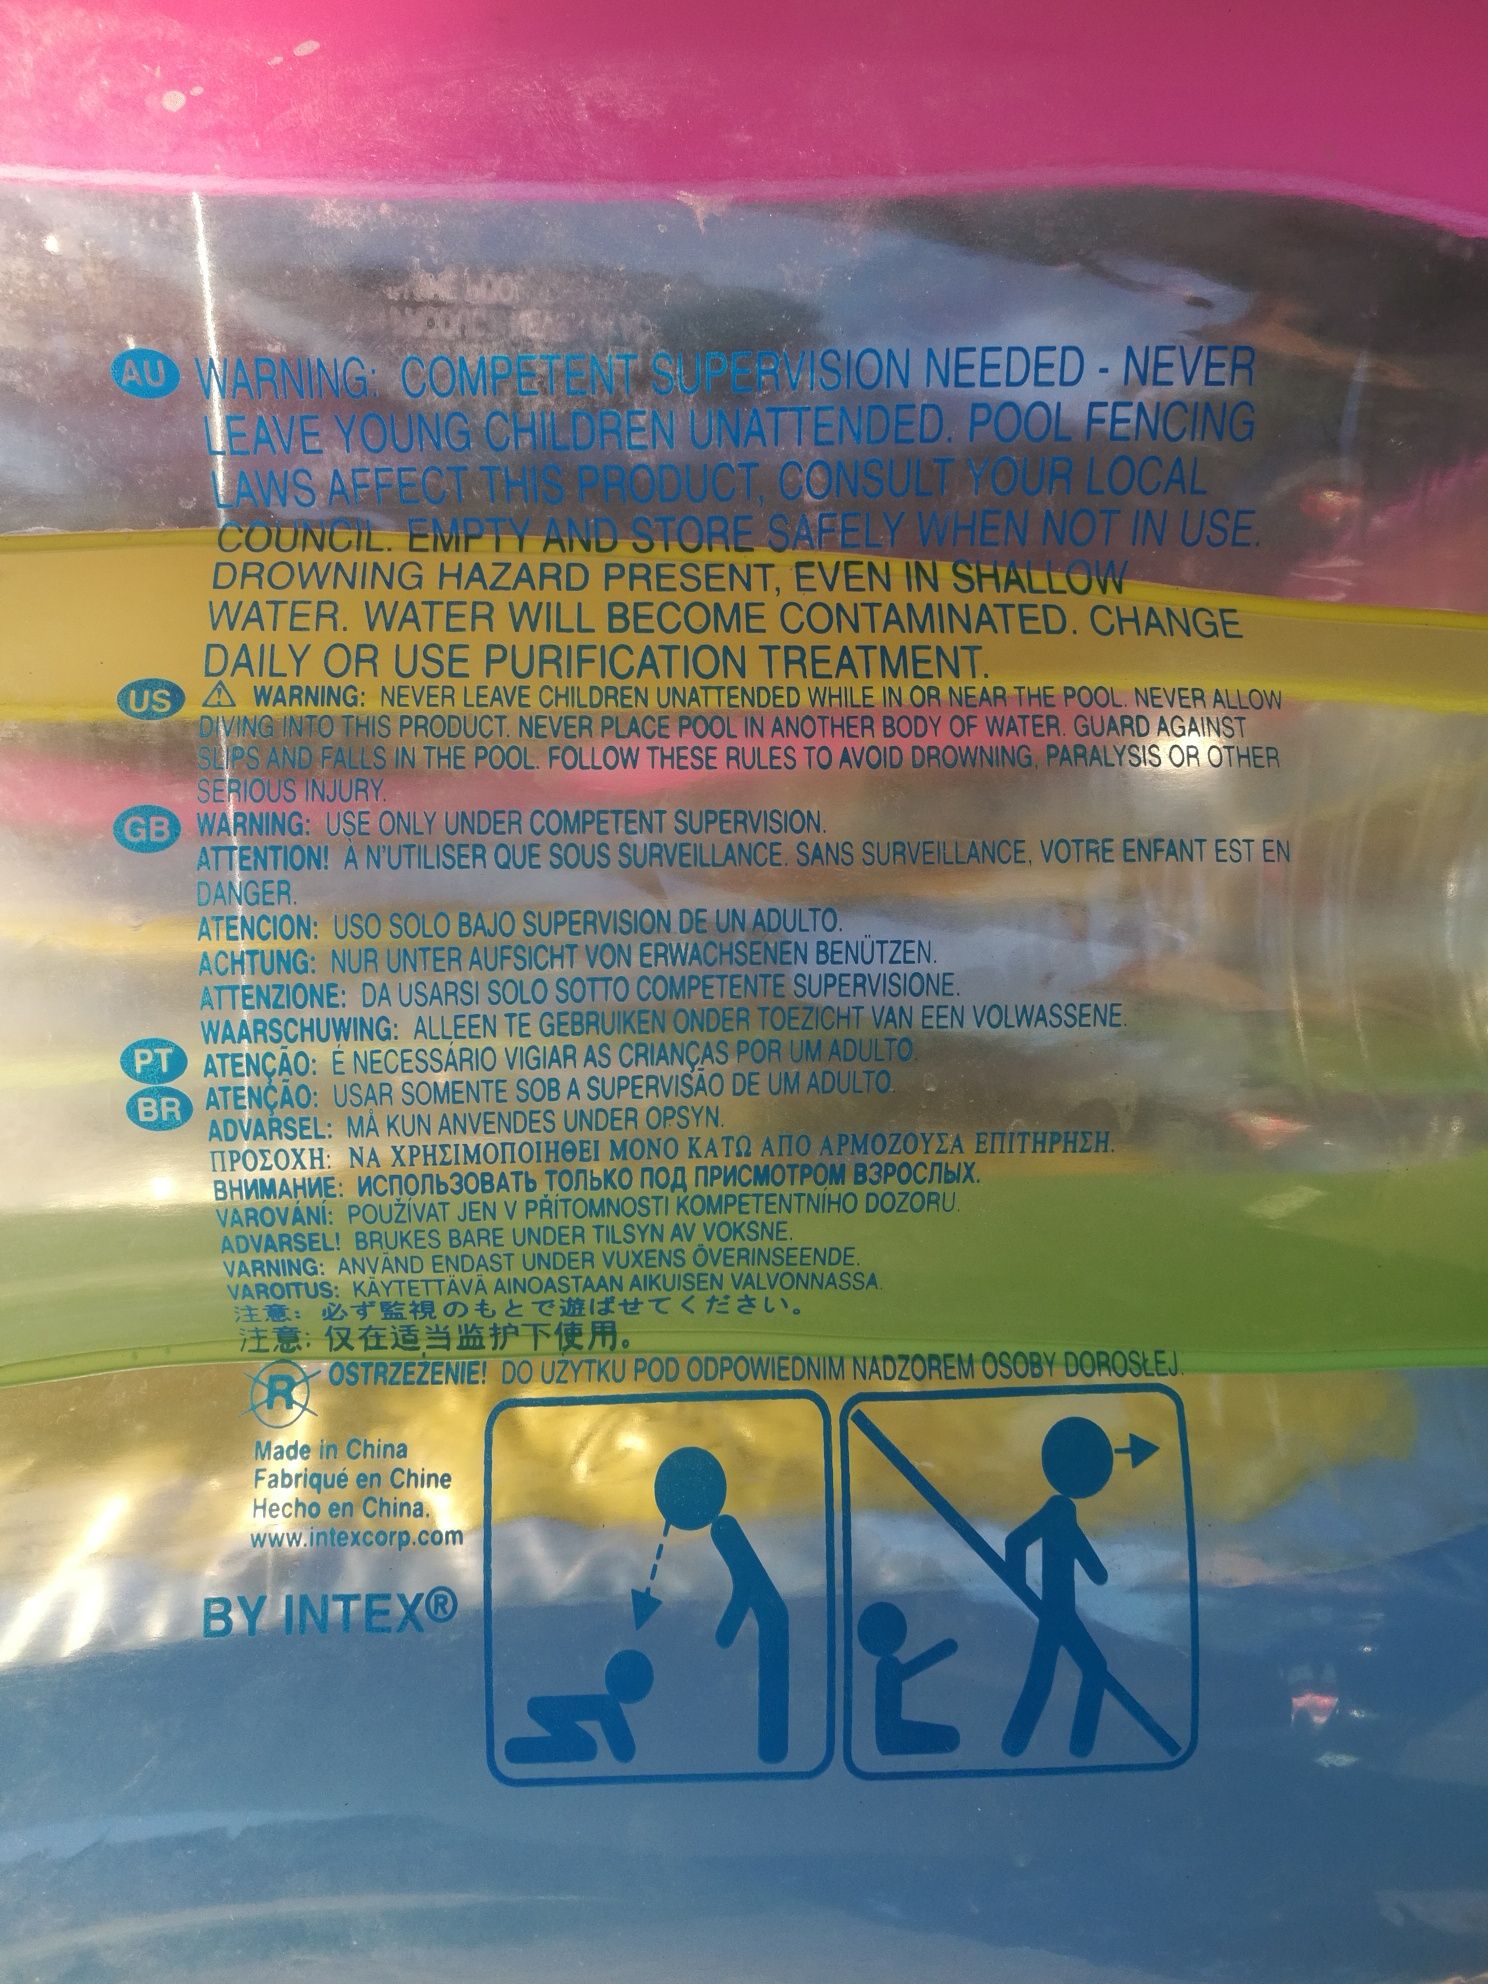 AU WARNING: COMPETENT SUPERVISION NEEDED - NEVER
LEAVE YOUNG CHILDREN UNATTENDED. POOL FENCING
LAWS AFFECT THIS PRODUCT, CONSULT YOUR LOCAL
COUNCIL. EMPTY AND STORE SAFELY WHEN NOT IN USE.
DROWNING HAZARD PRESENT, EVEN IN SHALLOW
WATER. WATER WILL BECOME CONTAMINATED. CHANGE
DAILY OR USE PURIFICATION TREATMENT.
US ⚠ WARNING: NEVER LEAVE CHILDREN UNATTENDED WHILE IN OR NEAR THE POOL. NEVER ALLOW
DIVING INTO THIS PRODUCT. NEVER PLACE POOL IN ANOTHER BODY OF WATER. GUARD AGAINST
SLIPS AND FALLS IN THE POOL. FOLLOW THESE RULES TO AVOID DROWNING, PARALYSIS OR OTHER
SERIOUS INJURY.
GB WARNING: USE ONLY UNDER COMPETENT SUPERVISION.
ATTENTION! À N'UTILISER QUE SOUS SURVEILLANCE. SANS SURVEILLANCE, VOTRE ENFANT EST EN
DANGER.
ATENCION: USO SOLO BAJO SUPERVISION DE UN ADULTO.
ACHTUNG: NUR UNTER AUFSICHT VON ERWACHSENEN BENÜTZEN.
ATTENZIONE: DA USARSI SOLO SOTTO COMPETENTE SUPERVISIONE.
WAARSCHUWING: ALLEEN TE GEBRUIKEN ONDER TOEZICHT VAN EEN VOLWASSENE.
PT ATENÇÃO: É NECESSÁRIO VIGIAR AS CRIANÇAS POR UM ADULTO.
BR ATENÇÃO: USAR SOMENTE SOB A SUPERVISÃO DE UM ADULTO.
ADVARSEL: MÅ KUN ANVENDES UNDER OPSYN.
ΠΡΟΣΟΧΗ: ΝΑ ΧΡΗΣΙΜΟΠΟΙΗΘΕΙ ΜΟΝΟ ΚΑΤΩ ΑΠΟ ΑΡΜΟΖΟΥΣΑ ΕΠΙΤΗΡΗΣΗ.
ВНИМАНИЕ: ИСПОЛЬЗОВАТЬ ТОЛЬКО ПОД ПРИСМОТРОМ ВЗРОСЛЫХ.
VAROVÁNÍ: POUŽÍVAT JEN V PŘÍTOMNOSTI KOMPETENTNÍHO DOZORU.
ADVARSEL! BRUKES BARE UNDER TILSYN AV VOKSNE.
VARNING: ANVÄND ENDAST UNDER VUXENS ÖVERINSEENDE.
VAROITUS: KÄYTETTÄVÄ AINOASTAAN AIKUISEN VALVONNASSA.
注意: 必ず監視のもとで遊ばせてください。
注意: 仅在适当监护下使用。
R OSTRZEŻENIE! DO UŻYTKU POD ODPOWIEDNIM NADZOREM OSOBY DOROSŁEJ.
Made in China
Fabriqué en Chine
Hecho en China.
www.intexcorp.com
BY INTEX®